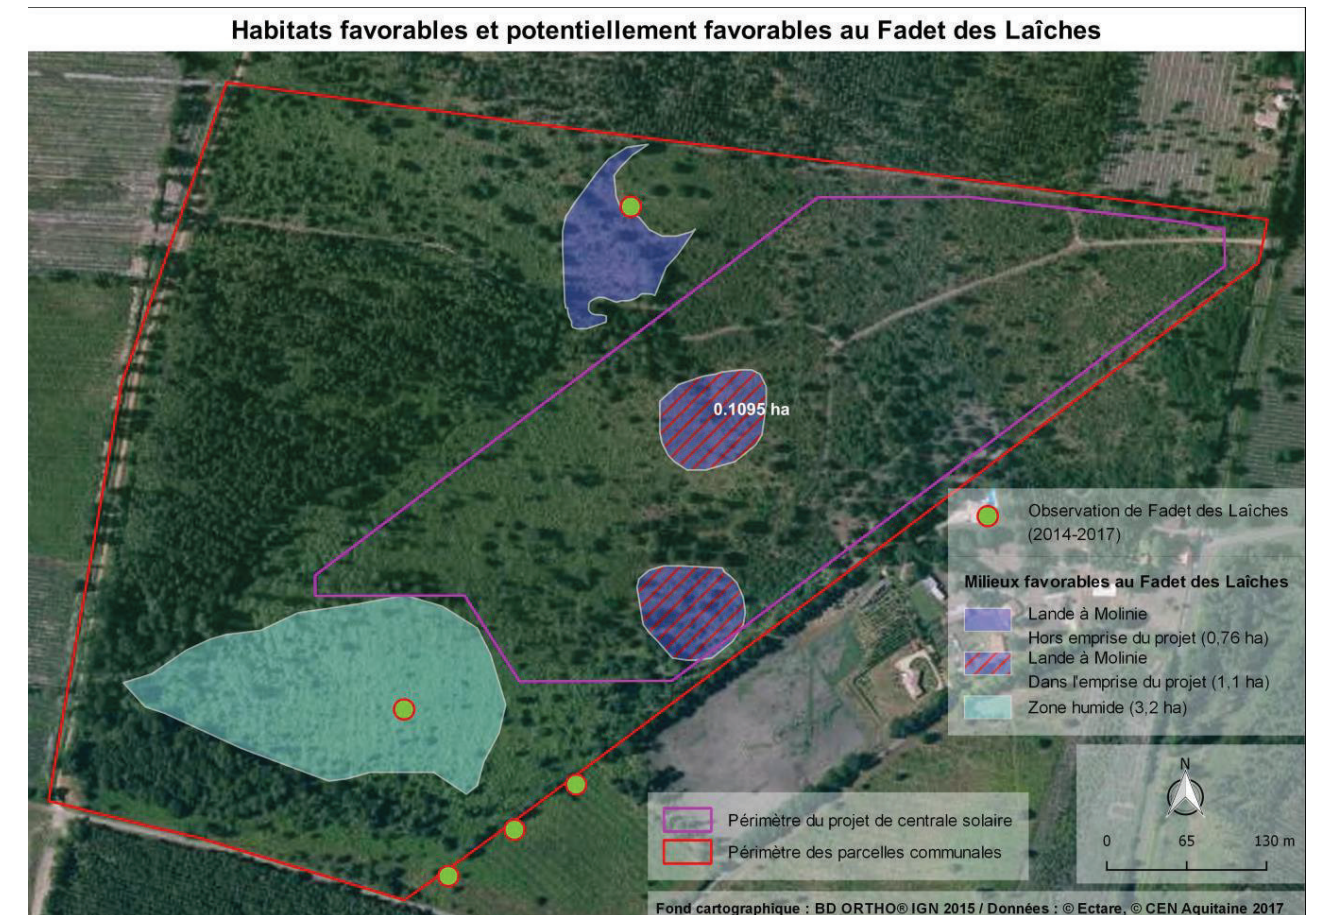 Habitats favorables et potentiellement favorables au Fadet des Laîches
0.1095 ha
Observation de Fadet des Laîches
(2014-2017)
Milieux favorables au Fadet des Laîches
Lande à Molinie
Hors emprise du projet (0,76 ha)
Lande à Molinie
Dans l'emprise du projet (1,1 ha)
Zone humide (3,2 ha)
N
0 65 130 m
Périmètre du projet de centrale solaire
Périmètre des parcelles communales
Fond cartographique : BD ORTHO® IGN 2015 / Données : © Ectare, © CEN Aquitaine 2017